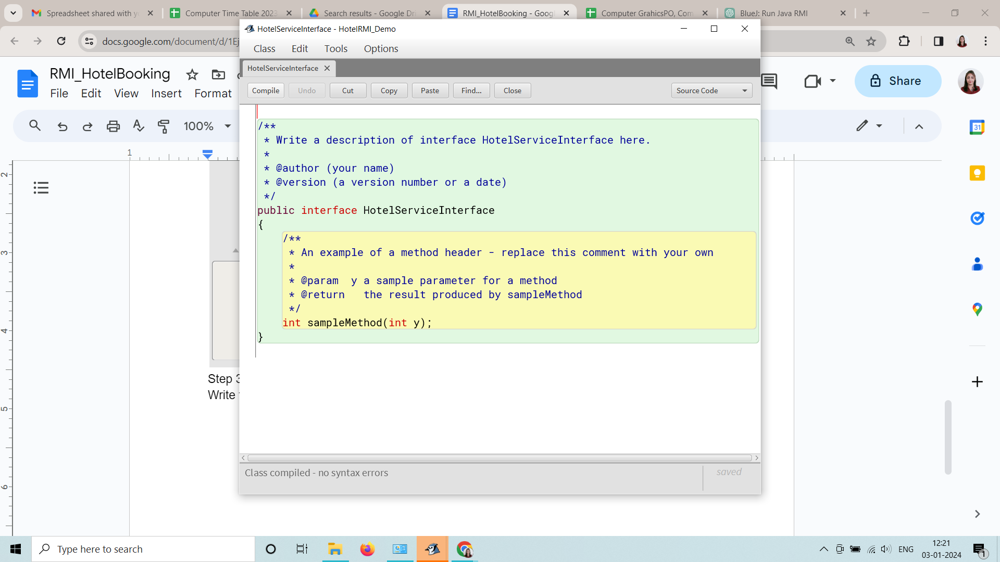 Spreadsheet shared with y
Computer Time Table 2023
Search results - Google Dri
RMI_HotelBooking - Goog
Computer GrahicsPO, Com
BlueJ: Run Java RMI
docs.google.com/document/d/1Ej
HotelServiceInterface - HotelRMI_Demo
Class Edit Tools Options
HotelServiceInterface
Compile Undo Cut Copy Paste Find... Close Source Code
RMI_HotelBooking
File Edit View Insert Format
Share
100%
31
1
/**
* Write a description of interface HotelServiceInterface here.
*
* @author (your name)
* @version (a version number or a date)
*/
public interface HotelServiceInterface
{
/**
* An example of a method header - replace this comment with your own
*
* @param y a sample parameter for a method
* @return the result produced by sampleMethod
*/
int sampleMethod(int y);
}
2
3
4
5
6
Step 3
Write
Class compiled - no syntax errors
saved
Type here to search
ENG
12:21
03-01-2024
1